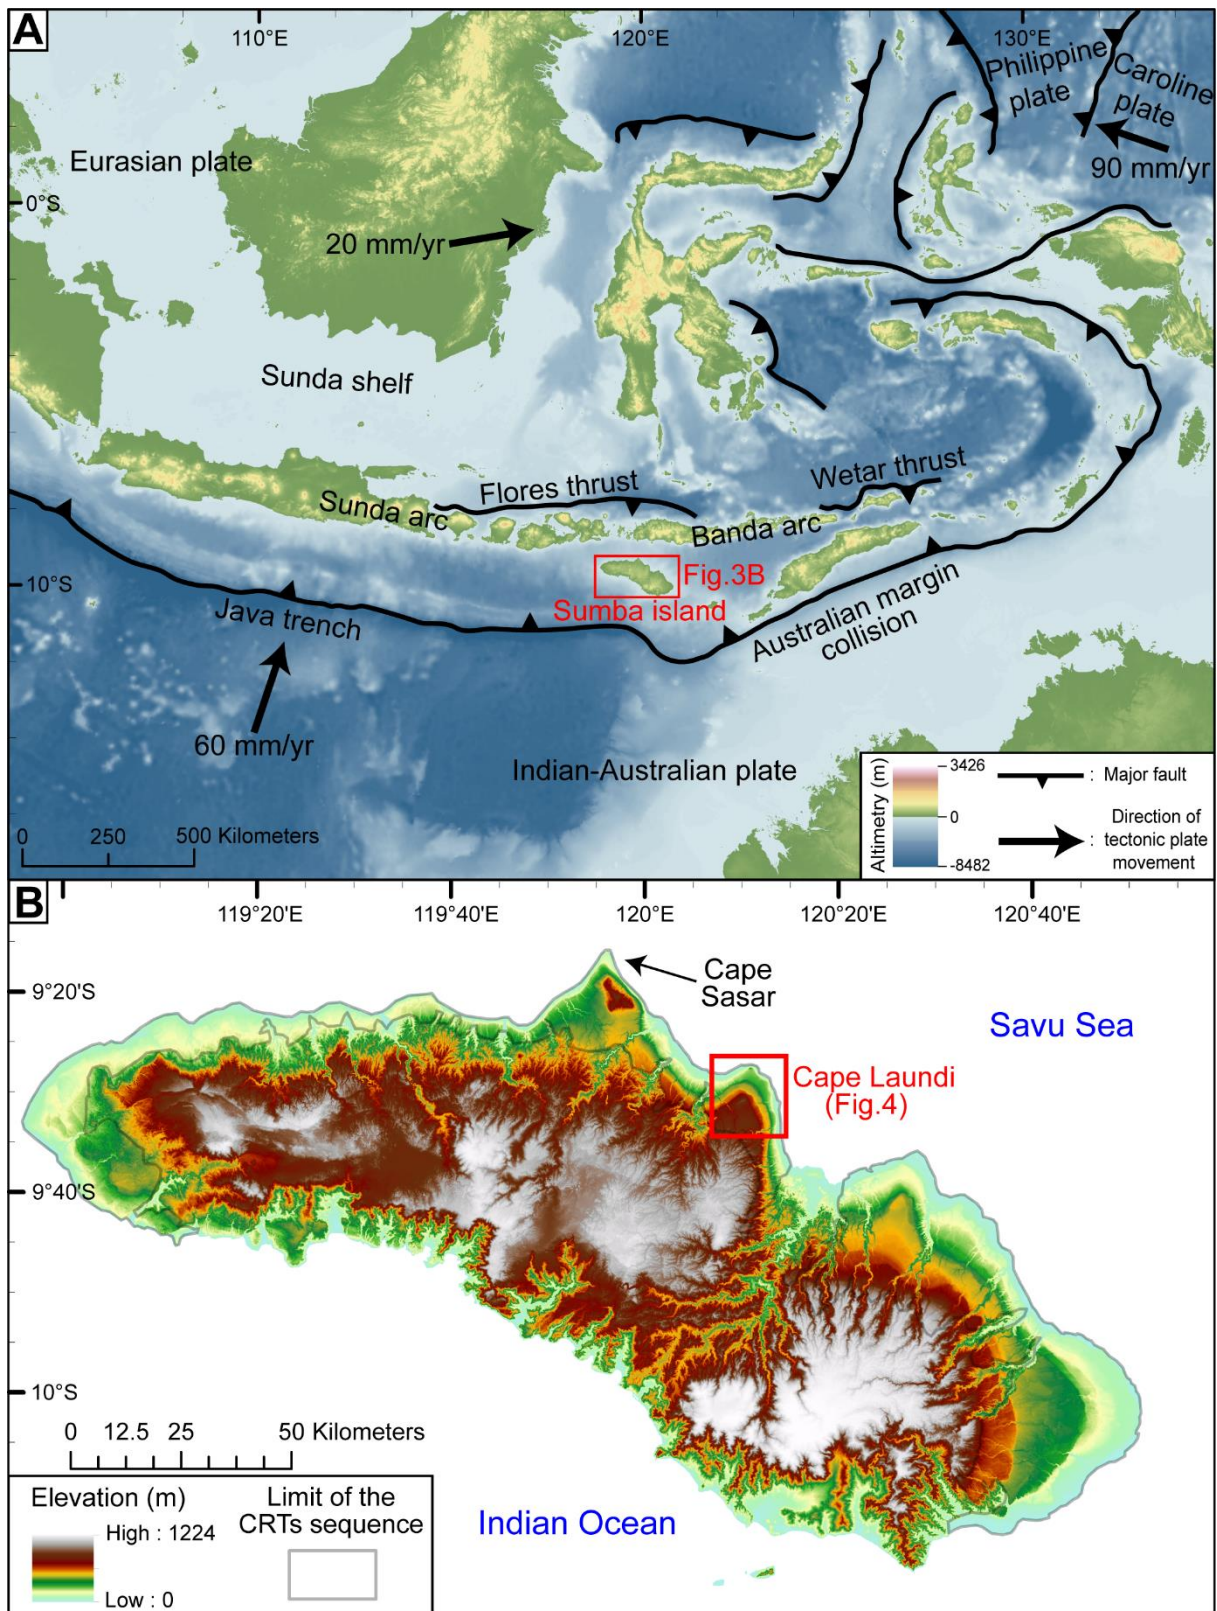 A
110°E
120°E
130°E
Philippine
plate
Caroline
plate
Eurasian plate
90 mm/yr
0°S
20 mm/yr
Sunda shelf
Flores thrust
Wetar thrust
Sunda arc
Banda arc
10°S
Fig.3B
Java trench
Sumba island
Australian margin
collision
60 mm/yr
Indian-Australian plate
0 250 500 Kilometers
Altimetry (m)
3426
0
-8482
: Major fault
: Direction of
tectonic plate
movement
B
119°20'E
119°40'E
120°E
120°20'E
120°40'E
Cape
Sasar
9°20'S
Savu Sea
Cape Laundi
(Fig.4)
9°40'S
10°S
0 12.5 25 50 Kilometers
Elevation (m)
High : 1224
Low : 0
Limit of the
CRTs sequence
Indian Ocean